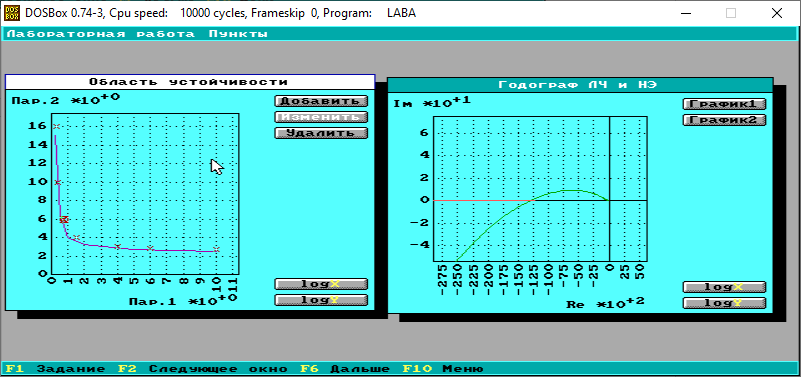 DOSBox 0.74-3, Cpu speed: 10000 cycles, Frameskip 0, Program: LABA
Лабораторная работа Пункты
Область устойчивости
Пар.2 *10+0
Добавить
Изменить
Удалить
16
14
12
10
8
6
4
2
0
0 1 2 3 4 5 6 7 8 9 10 11
Пар.1 *10+0
logX
logY
Годограф ЛЧ и НЭ
Im *10+1
График1
График2
6
4
2
0
-2
-4
-275 -250 -225 -200 -175 -150 -125 -100 -75 -50 -25 0 25 50
Re *10+2
logX
logY
F1 Задание F2 Следующее окно F6 Дальше F10 Меню